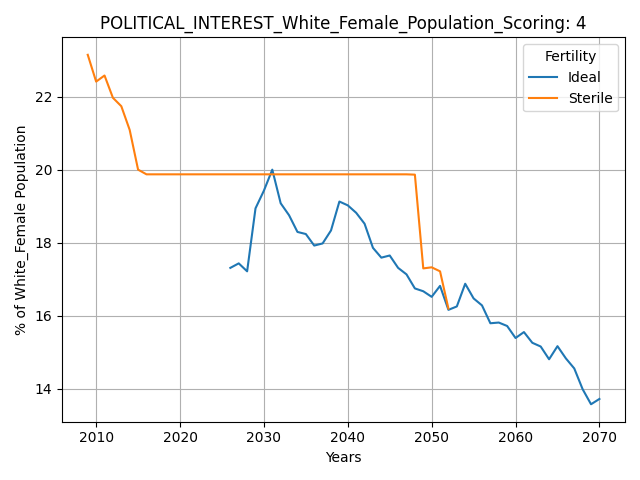 POLITICAL_INTEREST_White_Female_Population_Scoring: 4
Fertility
Ideal
Sterile
% of White_Female Population
22
20
18
16
14
2010 2020 2030 2040 2050 2060 2070
Years